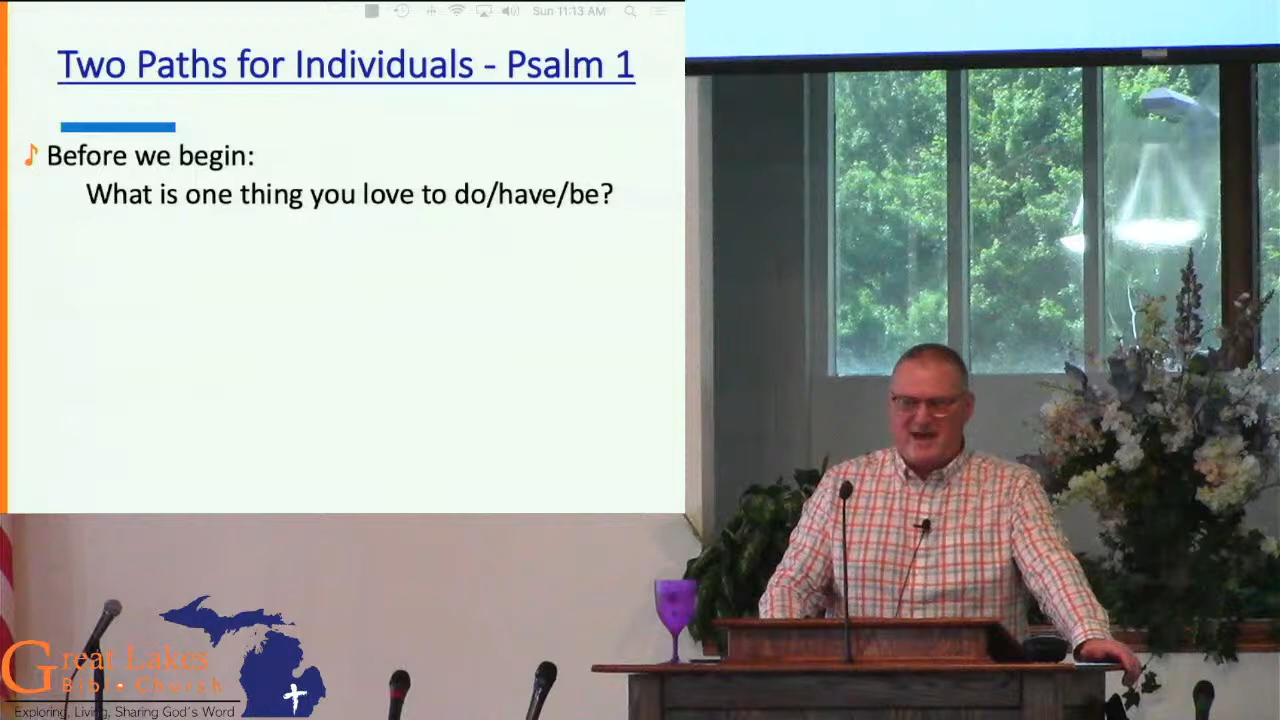 Sun 11:13 AM
Two Paths for Individuals - Psalm 1
Before we begin:
What is one thing you love to do/have/be?
Great Lakes
Bible Church
Exploring, Living, Sharing God's Word